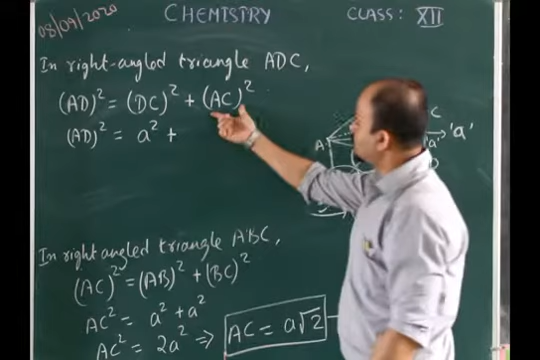 08/09/2020
CHEMISTRY
CLASS: XII
In right-angled triangle ADC,
(AD)² = (DC)² + (AC)²
(AD)² = a² +
A
C
'a'
'a'
D
In right angled triangle ABC,
(AC)² = (AB)² + (BC)²
AC² = a² + a²
AC² = 2a² => AC = a√2